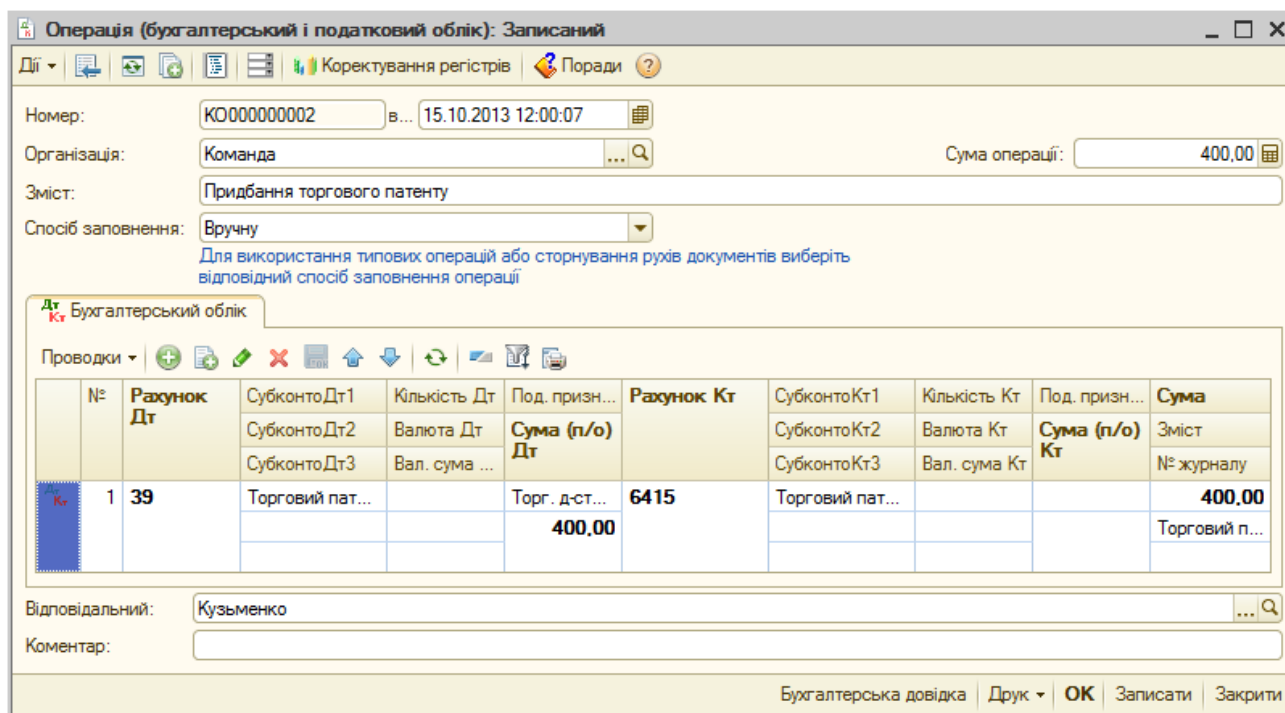 Операція (бухгалтерський і податковий облік): Записаний
Дії Коректування регістрів Поради ?
Номер: КО000000002 в... 15.10.2013 12:00:07
Організація: Команда ... Сума операції: 400,00
Зміст: Придбання торгового патенту
Спосіб заповнення: Вручну
Для використання типових операцій або сторнування рухів документів виберіть
відповідний спосіб заповнення операції
Дт Кт Бухгалтерський облік
Проводки
№ Рахунок Дт СубконтоДт1 Кількість Дт Под. призн... Рахунок Кт СубконтоКт1 Кількість Кт Под. призн... Сума
СубконтоДт2 Валюта Дт Сума (п/о) Дт СубконтоКт2 Валюта Кт Сума (п/о) Кт Зміст
СубконтоДт3 Вал. сума ... СубконтоКт3 Вал. сума Кт № журналу
Дт Кт 1 39 Торговий пат... Торг. д-ст... 6415 Торговий пат... 400,00
400,00 Торговий п...
Відповідальний: Кузьменко ...
Коментар:
Бухгалтерська довідка Друк OK Записати Закрити